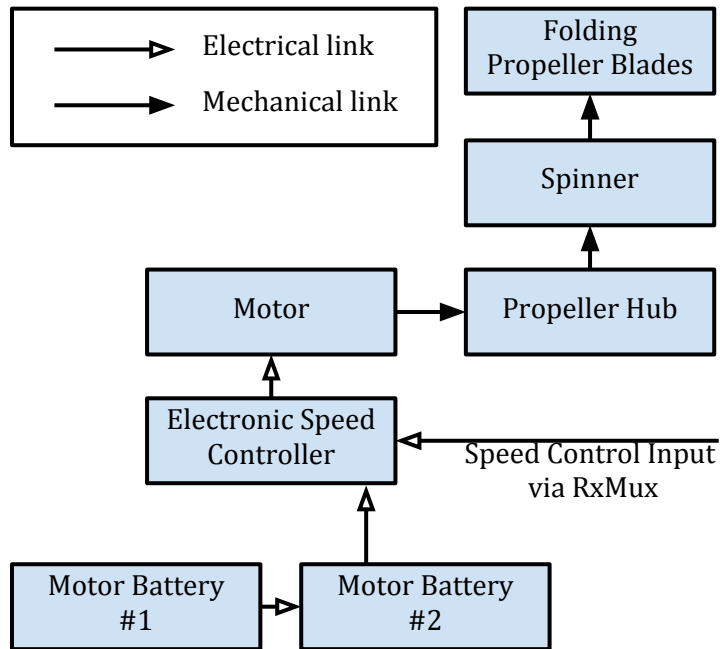 Electrical link
Mechanical link
Folding
Propeller Blades
Spinner
Motor
Propeller Hub
Electronic Speed
Controller
Speed Control Input
via RxMux
Motor Battery
#1
Motor Battery
#2